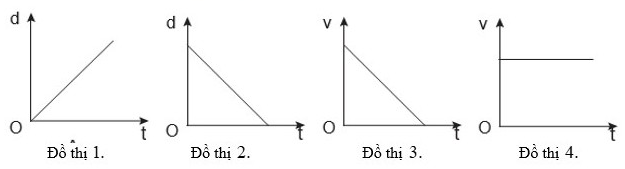 d
O
t
Đồ thị 1.
d
O
t
Đồ thị 2.
v
O
t
Đồ thị 3.
v
O
t
Đồ thị 4.